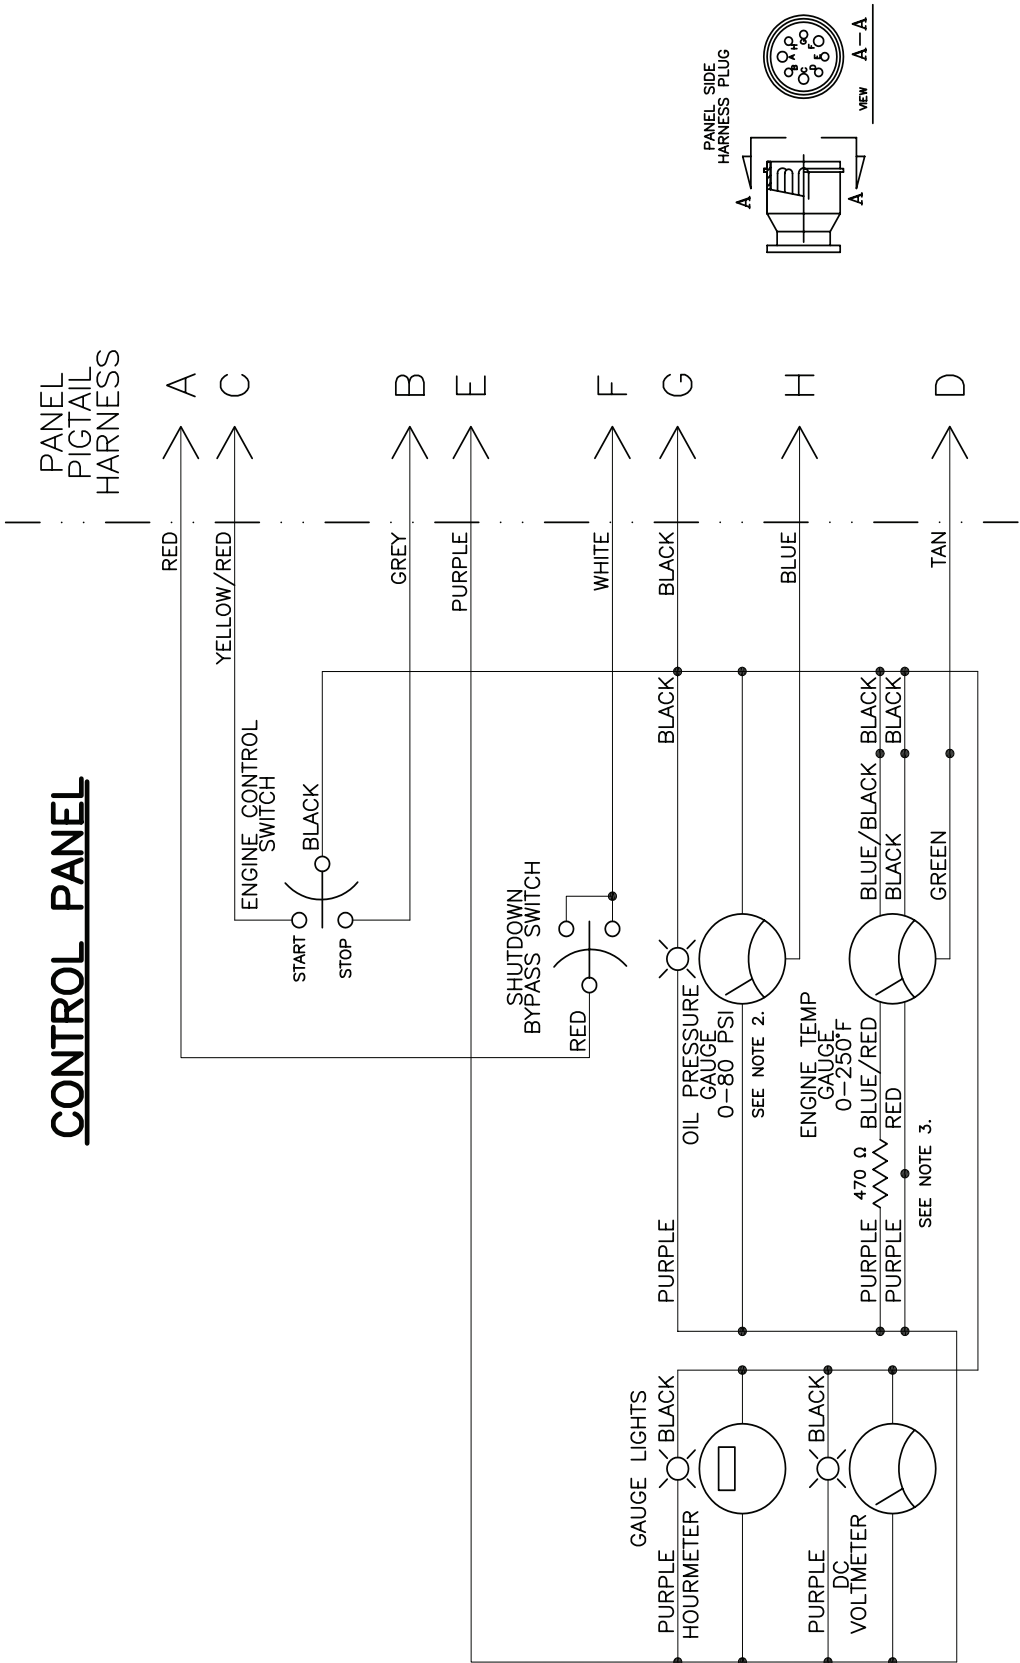 CONTROL PANEL
PANEL
PIGTAIL
HARNESS
RED
A
YELLOW/RED
C
GREY
B
PURPLE
E
WHITE
F
BLACK
G
BLUE
H
TAN
D
ENGINE CONTROL
SWITCH
START
STOP
BLACK
SHUTDOWN
BYPASS SWITCH
RED
BLACK
OIL PRESSURE
GAUGE
0-80 PSI
SEE NOTE 2.
PURPLE
ENGINE TEMP
GAUGE
0-250°F
BLUE/RED
RED
470 Ω
PURPLE
PURPLE
SEE NOTE 3.
BLUE/BLACK
BLACK
BLACK
BLACK
GREEN
GAUGE LIGHTS
PURPLE
BLACK
HOURMETER
PURPLE
BLACK
DC
VOLTMETER
PANEL SIDE
HARNESS PLUG
A
A
A
B
C
D
E
F
G
H
VIEW A-A